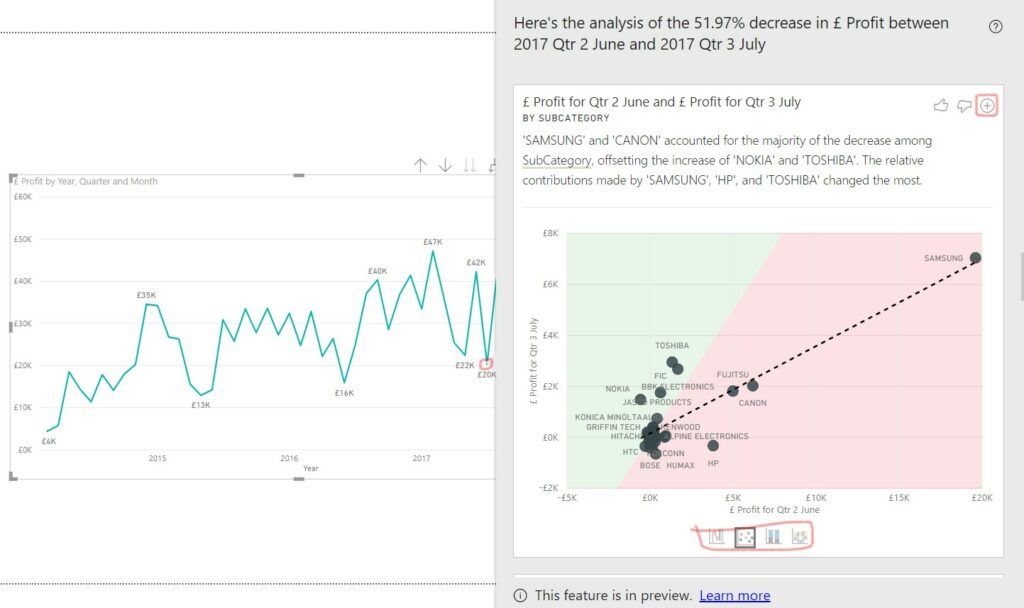 Here's the analysis of the 51.97% decrease in £ Profit between
2017 Qtr 2 June and 2017 Qtr 3 July
£ Profit for Qtr 2 June and £ Profit for Qtr 3 July
BY SUBCATEGORY
'SAMSUNG' and 'CANON' accounted for the majority of the decrease among
SubCategory, offsetting the increase of 'NOKIA' and 'TOSHIBA'. The relative
contributions made by 'SAMSUNG', 'HP', and 'TOSHIBA' changed the most.
£ Profit by Year, Quarter and Month
£60K
£50K
£40K
£30K
£20K
£10K
£0K
£4K
£35K
£13K
£16K
£40K
£47K
£22K
£42K
£20K
2015
2016
2017
Year
£8K
£6K
£4K
£2K
£0K
-£2K
£ Profit for Qtr 3 July
SAMSUNG
TOSHIBA
FIC
FUJITSU
NOKIA
BBK ELECTRONICS
PRODUCTS
CANON
KONICA MINOLTA
GRIFFIN TECH
KENWOOD
HITACHI
ALPINE ELECTRONICS
HTC
BOSE
HUMAX
HP
-£5K
£0K
£5K
£10K
£15K
£20K
£ Profit for Qtr 2 June
This feature is in preview. Learn more